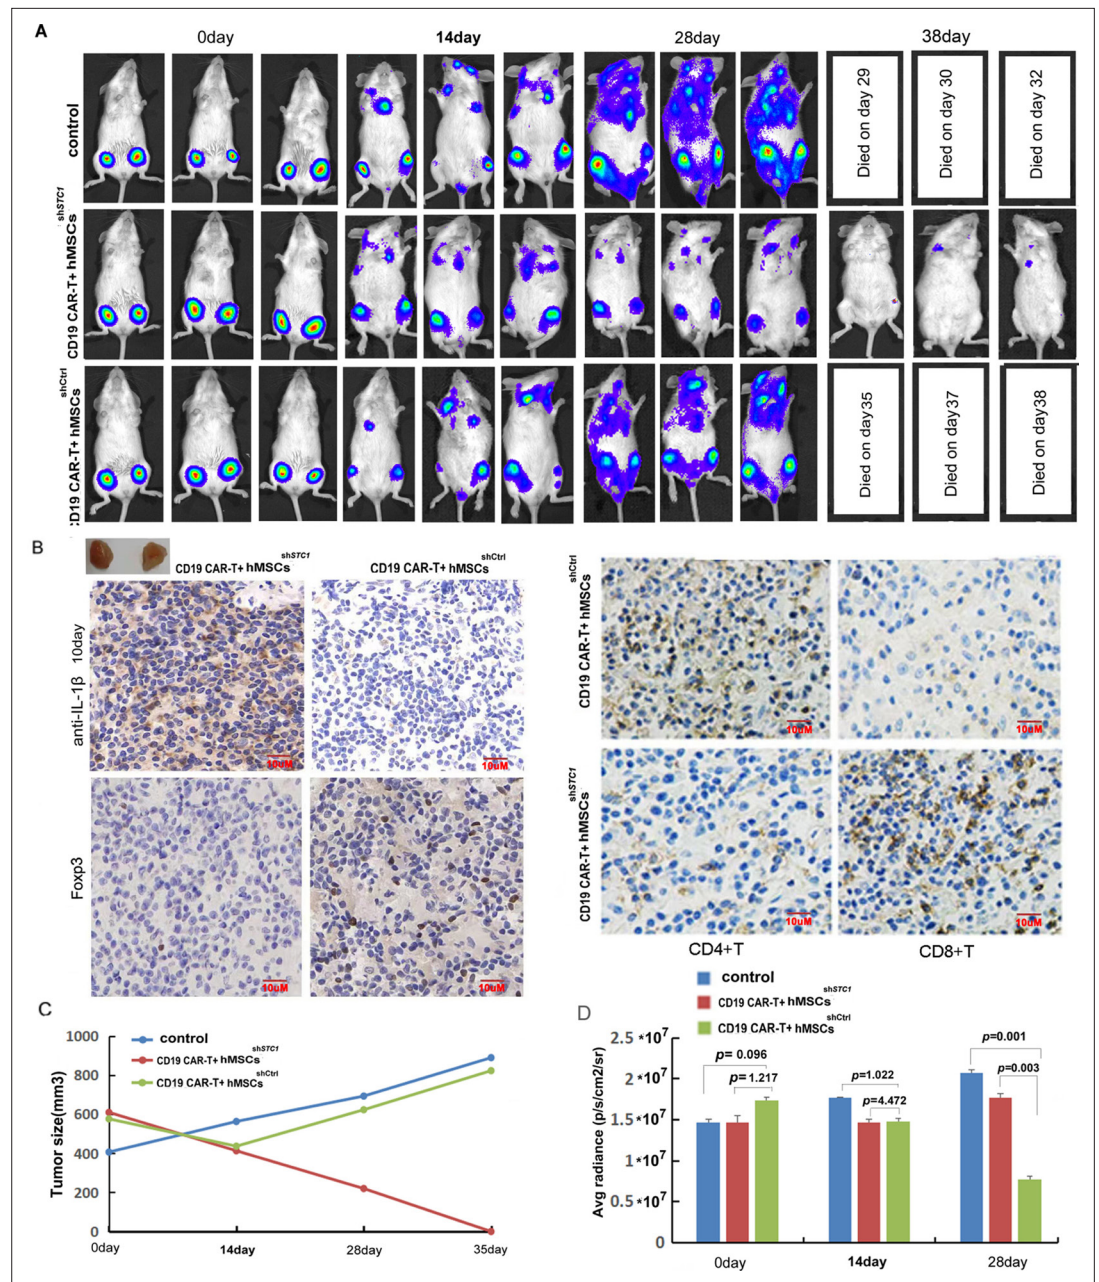 A
0day
14day
28day
38day
control
Died on day 29
Died on day 30
Died on day 32
CD19 CAR-T+ hMSCs shSTC1
CD19 CAR-T+ hMSCs shCtrl
Died on day35
Died on day37
Died on day38
B
CD19 CAR-T+ hMSCs shSTC1
CD19 CAR-T+ hMSCs shCtrl
anti-IL-1β 10day
10uM
10uM
Foxp3
10uM
10uM
CD19 CAR-T+ hMSCs shCtrl
10uM
10uM
CD19 CAR-T+ hMSCs shSTC1
10uM
10uM
CD4+T
CD8+T
C
control
CD19 CAR-T+ hMSCs shSTC1
CD19 CAR-T+ hMSCs shCtrl
Tumor size(mm3)
1000
800
600
400
200
0
0day
14day
28day
35day
D
control
CD19 CAR-T+ hMSCs shSTC1
CD19 CAR-T+ hMSCs shCtrl
Avg radiance (p/s/cm2/sr)
2.5 *10⁷
2 *10⁷
1.5 *10⁷
1 *10⁷
0.5 *10⁷
0
p= 0.096
p= 1.217
p=1.022
p=4.472
p=0.001
p=0.003
0day
14day
28day